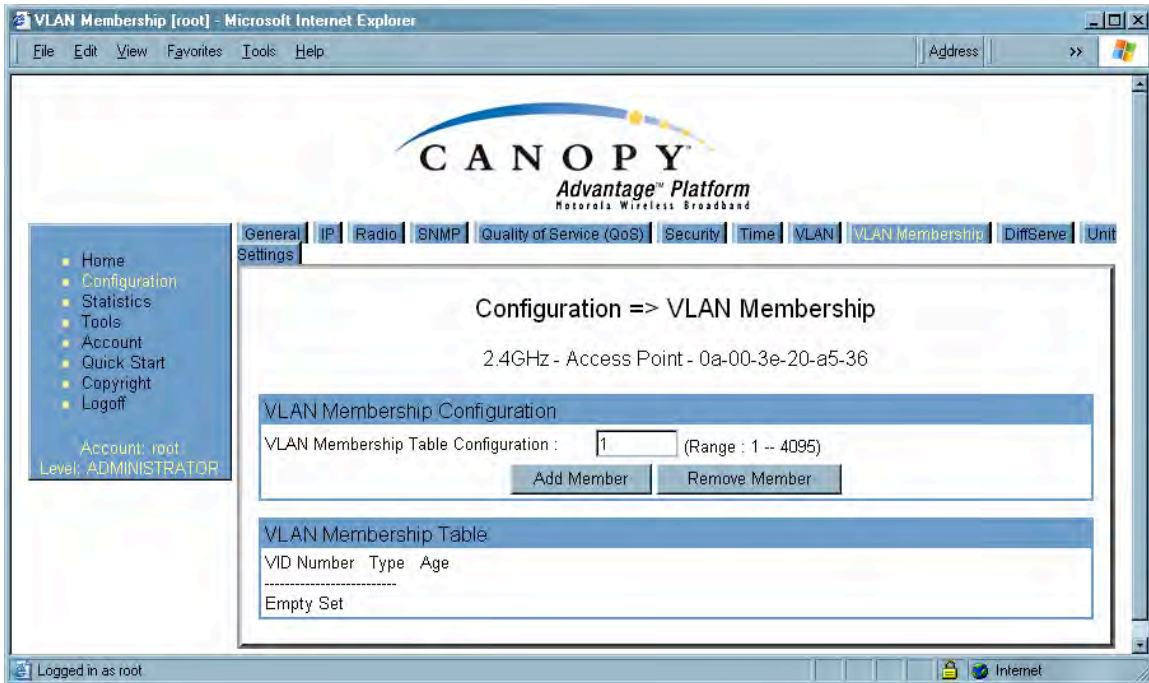 VLAN Membership [root] - Microsoft Internet Explorer
File Edit View Favorites Tools Help Address »
CANOPY
Advantage™ Platform
Motorola Wireless Broadband
General IP Radio SNMP Quality of Service (QoS) Security Time VLAN VLAN Membership DiffServe Unit
Settings
Home
Configuration
Statistics
Tools
Account
Quick Start
Copyright
Logoff
Account: root
Level: ADMINISTRATOR
Configuration => VLAN Membership
2.4GHz - Access Point - 0a-00-3e-20-a5-36
VLAN Membership Configuration
VLAN Membership Table Configuration : 1 (Range : 1 -- 4095)
Add Member Remove Member
VLAN Membership Table
VID Number Type Age
--------------------------
Empty Set
Logged in as root Internet